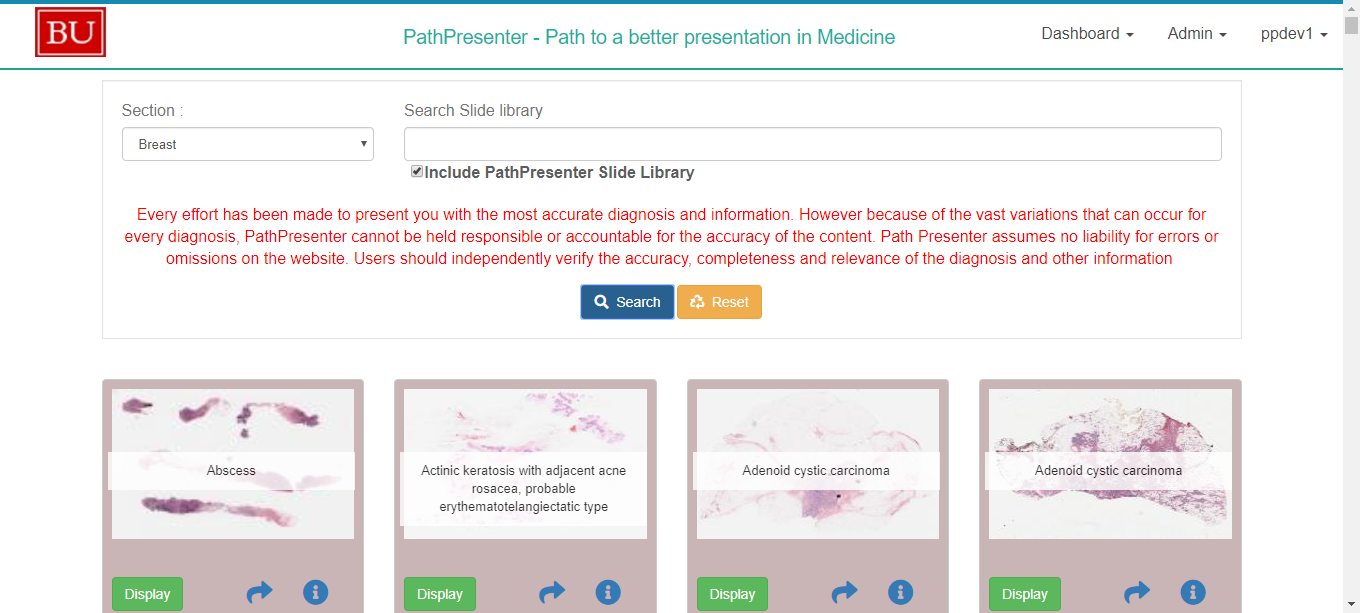 BU
PathPresenter - Path to a better presentation in Medicine
Dashboard
Admin
ppdev1
Section :
Search Slide library
Breast
Include PathPresenter Slide Library
Every effort has been made to present you with the most accurate diagnosis and information. However because of the vast variations that can occur for
every diagnosis, PathPresenter cannot be held responsible or accountable for the accuracy of the content. Path Presenter assumes no liability for errors or
omissions on the website. Users should independently verify the accuracy, completeness and relevance of the diagnosis and other information
Search
Reset
Abscess
Actinic keratosis with adjacent acne
rosacea, probable
erythematotelangiectatic type
Adenoid cystic carcinoma
Adenoid cystic carcinoma
Display
Display
Display
Display